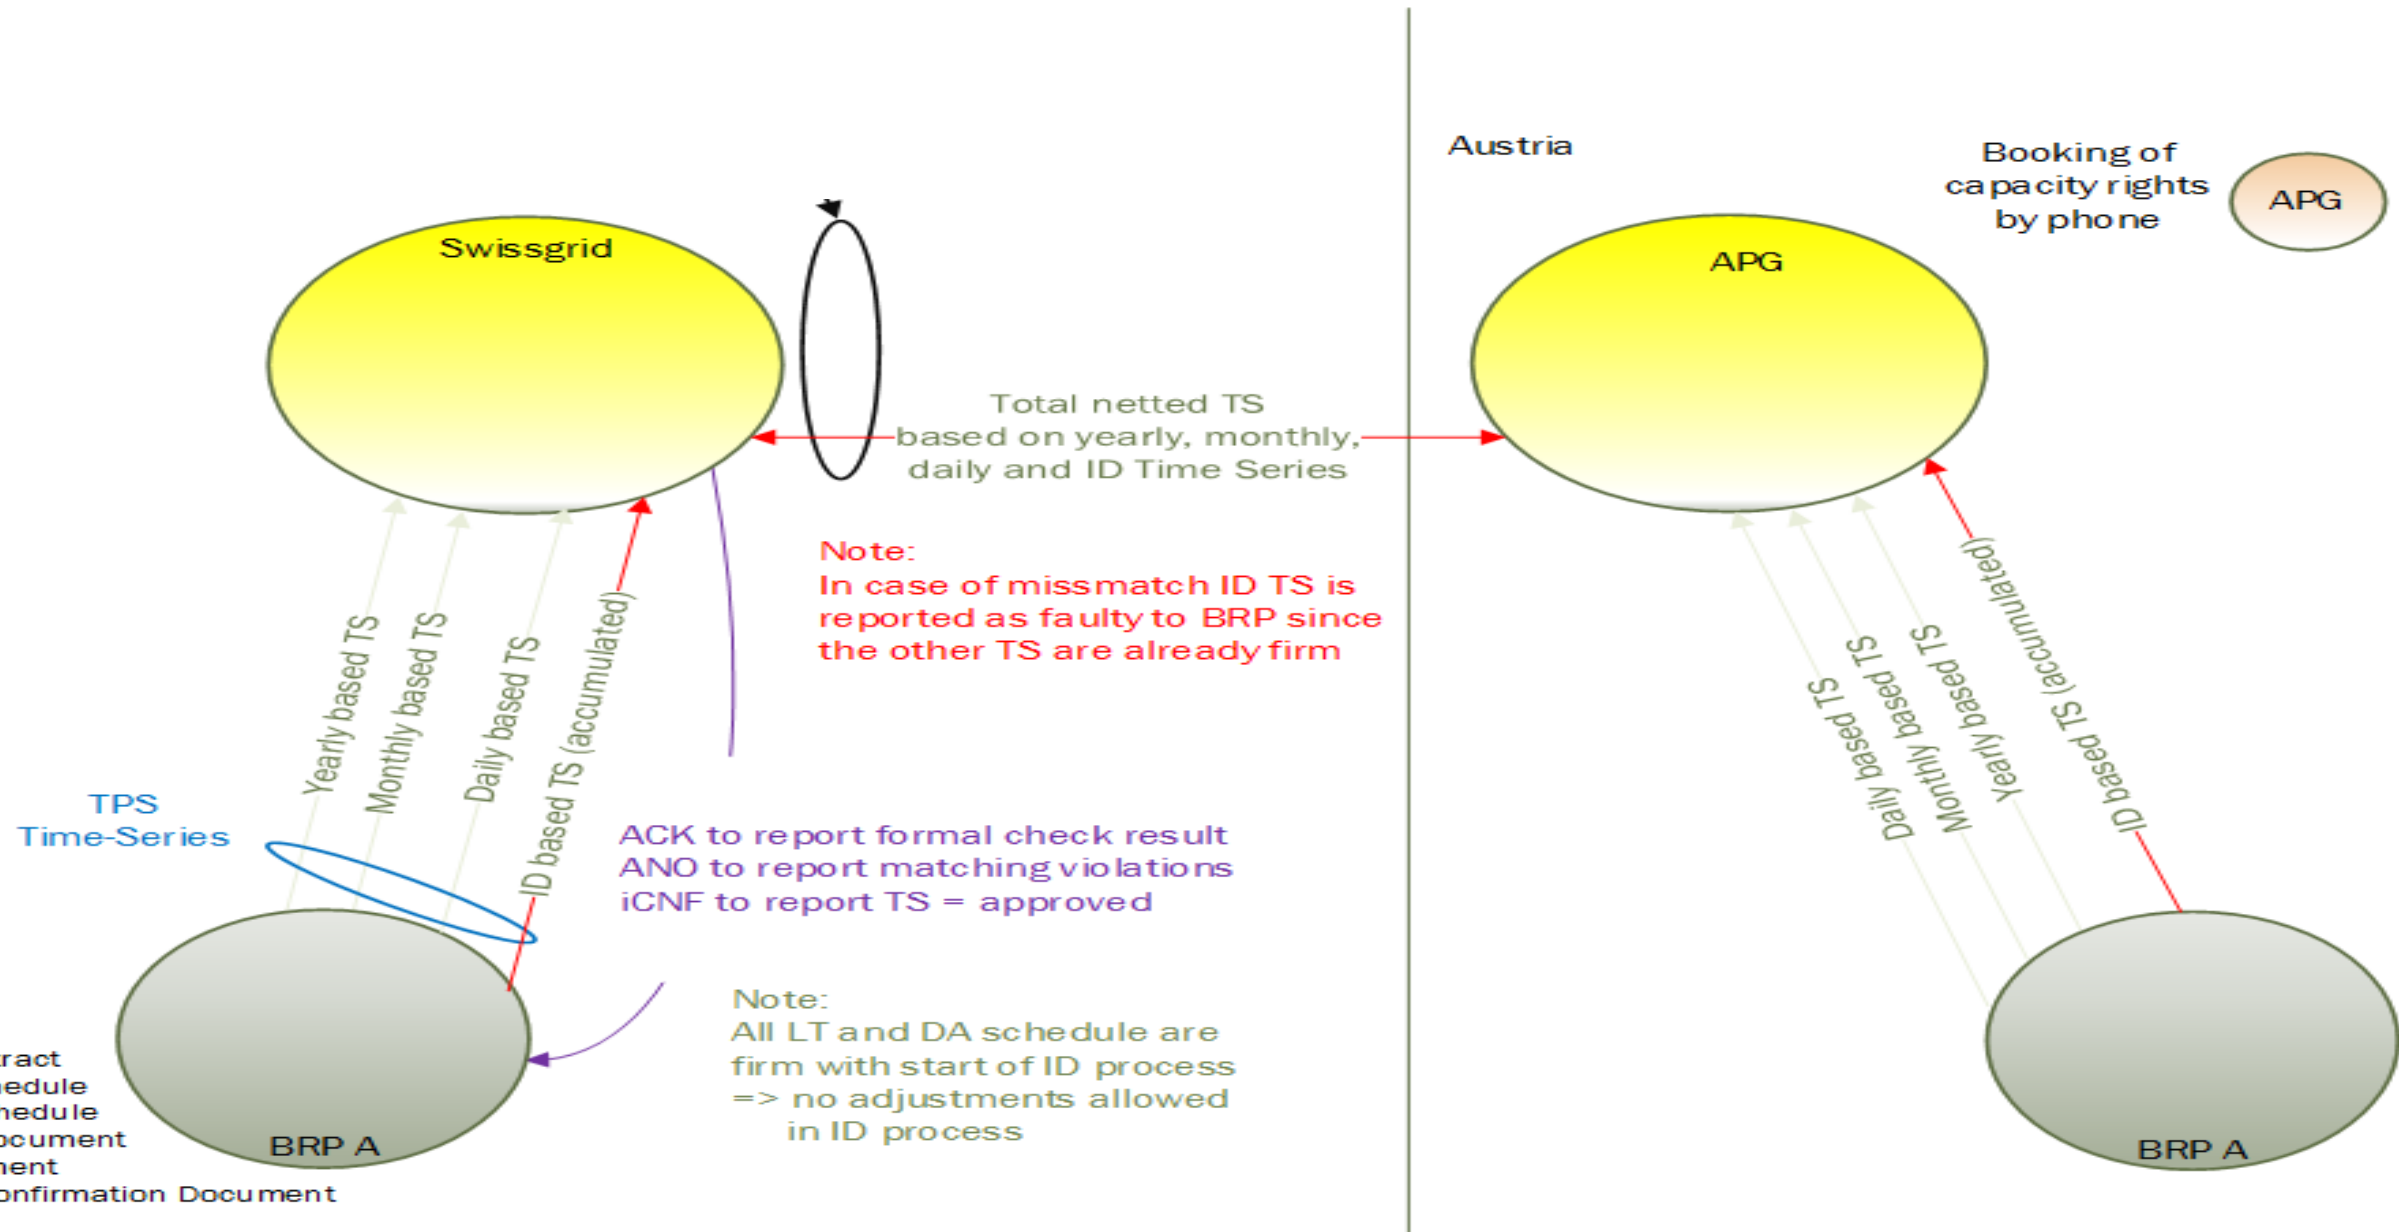 Austria
Booking of
capacity rights
by phone
APG
Swissgrid
APG
Total netted TS
based on yearly, monthly,
daily and ID Time Series
Note:
In case of missmatch ID TS is
reported as faulty to BRP since
the other TS are already firm
Yearly based TS
Monthly based TS
Daily based TS
ID based TS (accumulated)
Daily based TS
Monthly based TS
Yearly based TS
ID based TS (accumulated)
TPS
Time-Series
ACK to report formal check result
ANO to report matching violations
iCNF to report TS = approved
Note:
All LT and DA schedule are
firm with start of ID process
=> no adjustments allowed
in ID process
BRP A
BRP A
ract
edule
nedule
ocument
nent
onfirmation Document